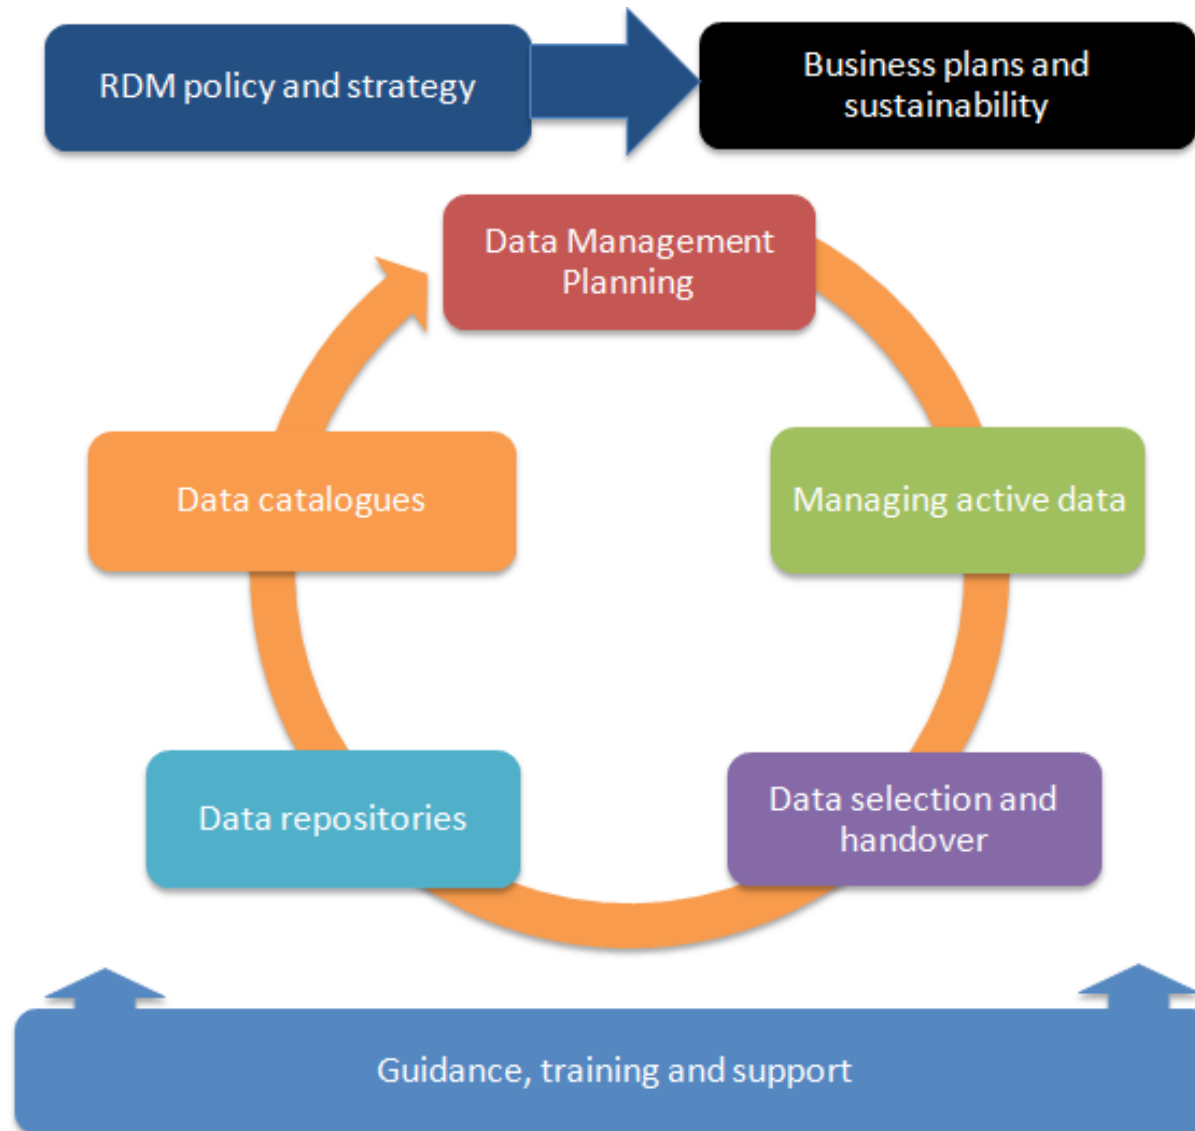 RDM policy and strategy
Business plans and
sustainability
Data Management
Planning
Data catalogues
Managing active data
Data repositories
Data selection and
handover
Guidance, training and support